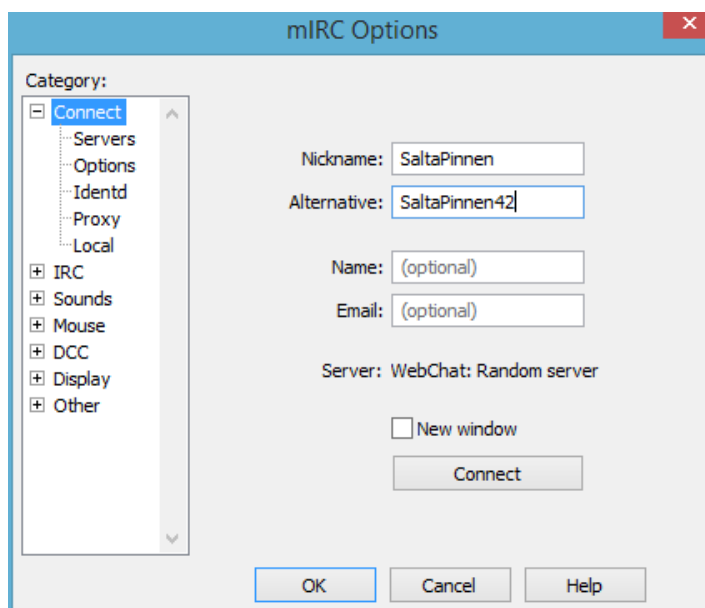 mIRC Options
Category:
Connect
Servers
Options
Identd
Proxy
Local
IRC
Sounds
Mouse
DCC
Display
Other
Nickname: SaltaPinnen
Alternative: SaltaPinnen42
Name: (optional)
Email: (optional)
Server: WebChat: Random server
New window
Connect
OK Cancel Help